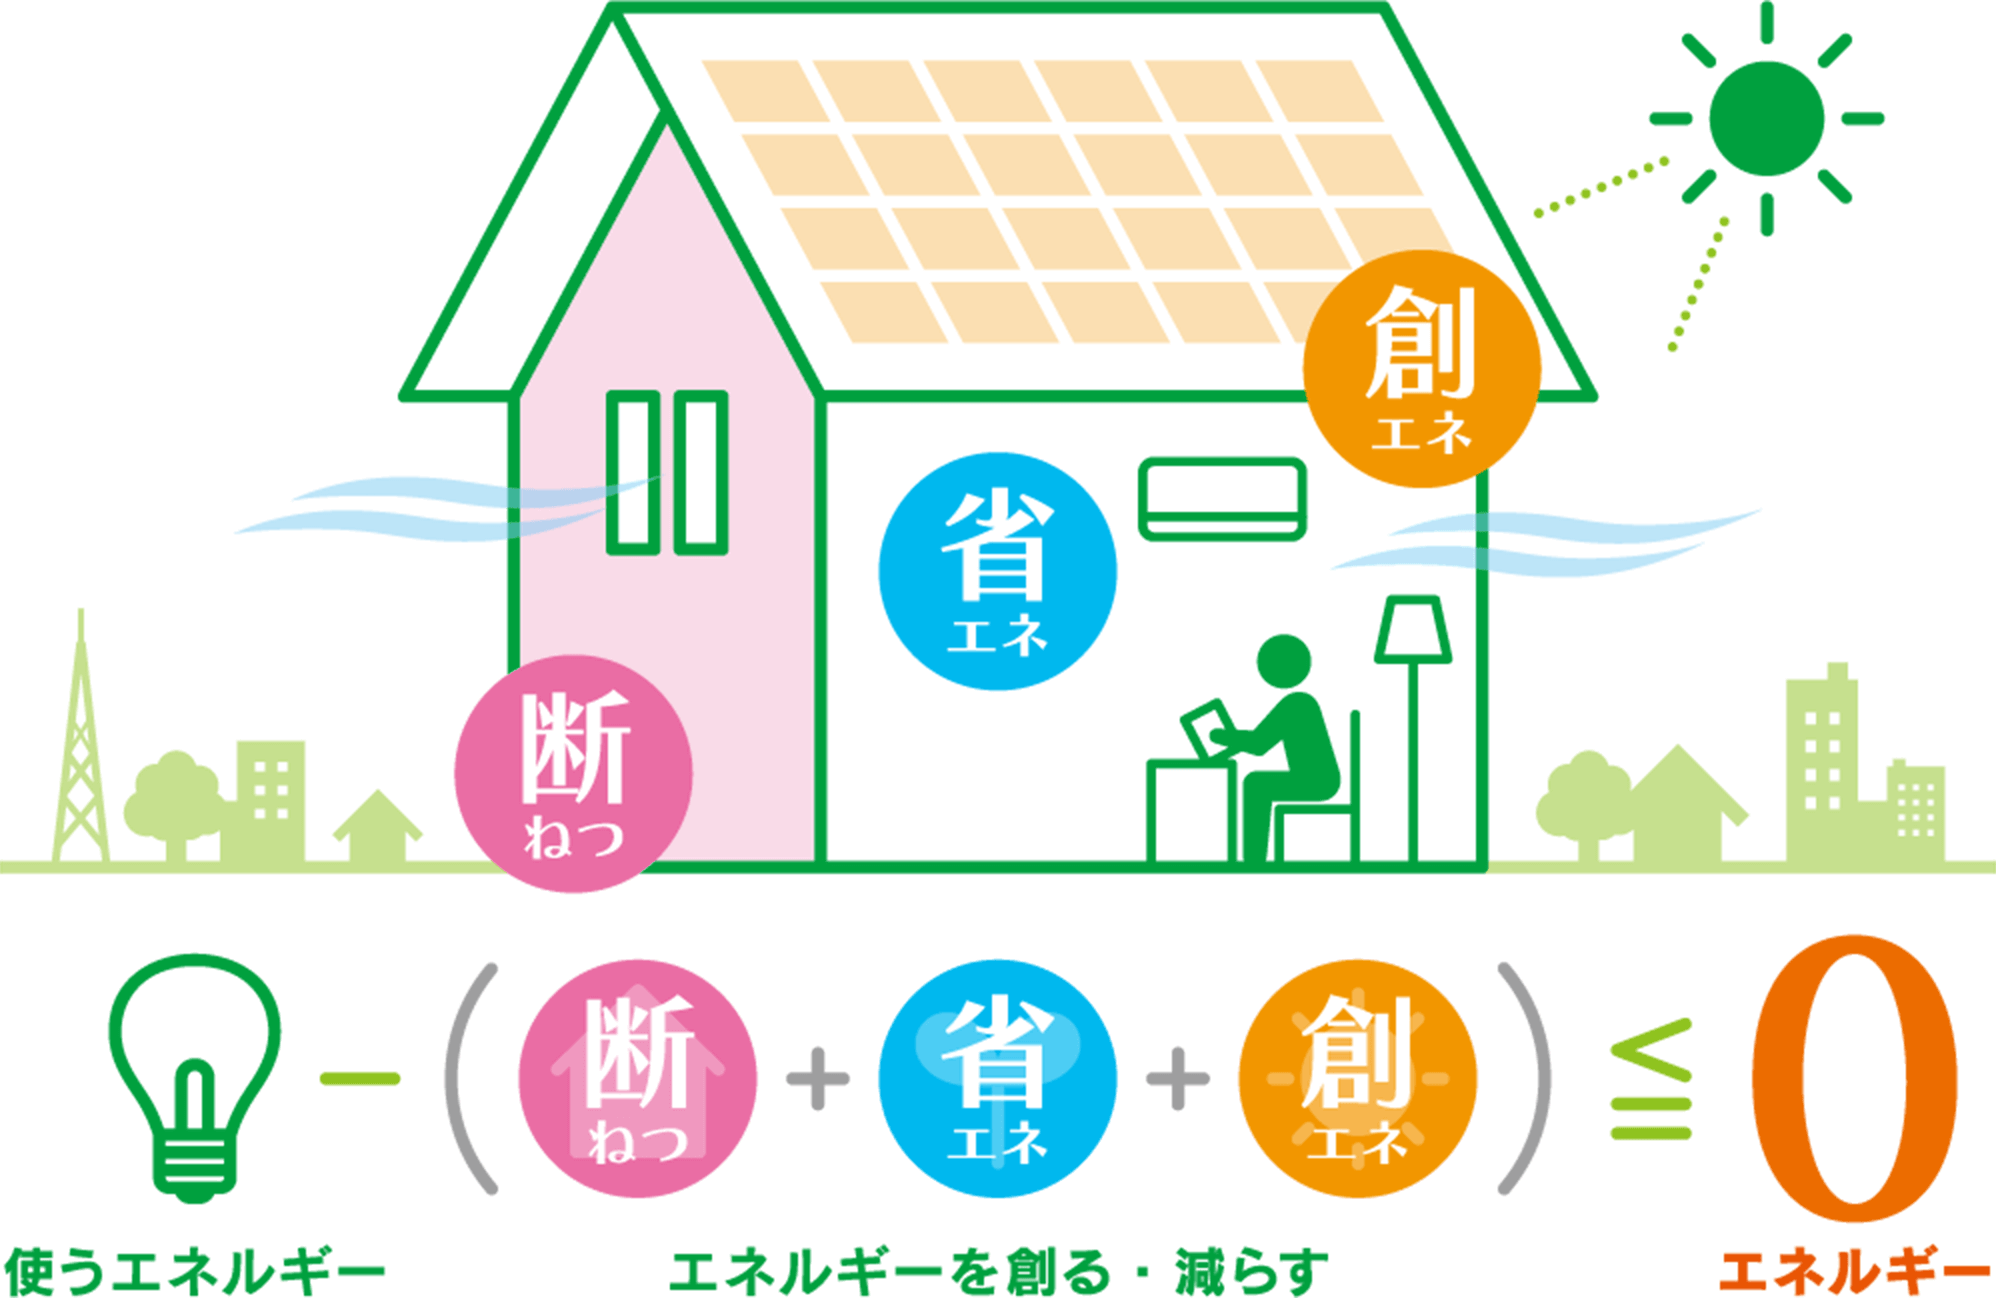 創
エネ
省
エネ
断
ねつ
− ( 断 + 省 + 創 ) ≦ 0
ねつ エネ エネ
使うエネルギー エネルギーを創る・減らす エネルギー